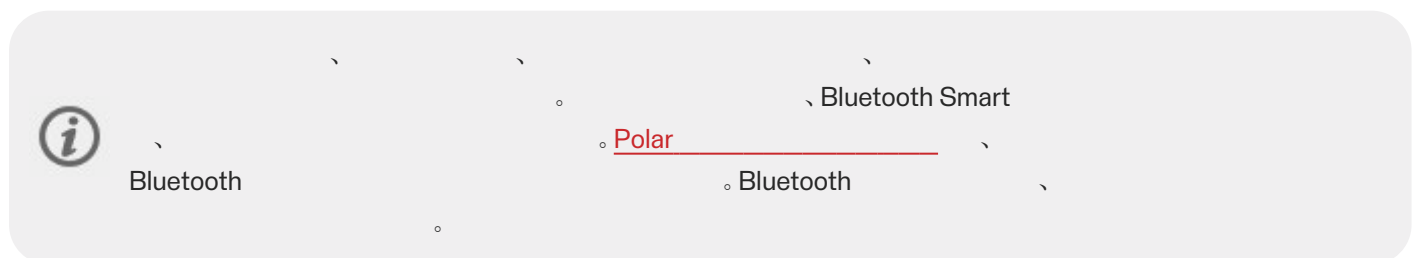 、 、 、
。 、Bluetooth Smart
、 。Polar 、
Bluetooth 。Bluetooth 、
。